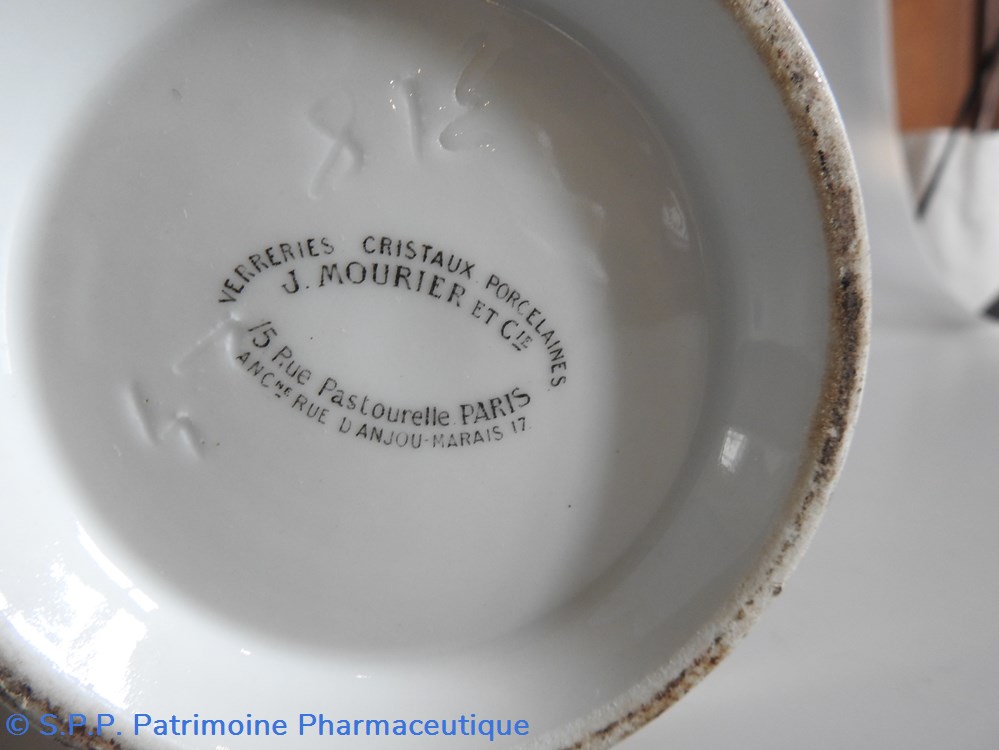 VERRERIES CRISTAUX PORCELAINES
J. MOURIER ET CIE
15 Rue Pastourelle. PARIS
ANCNE RUE D'ANJOU-MARAIS 17.
© S.P.P. Patrimoine Pharmaceutique